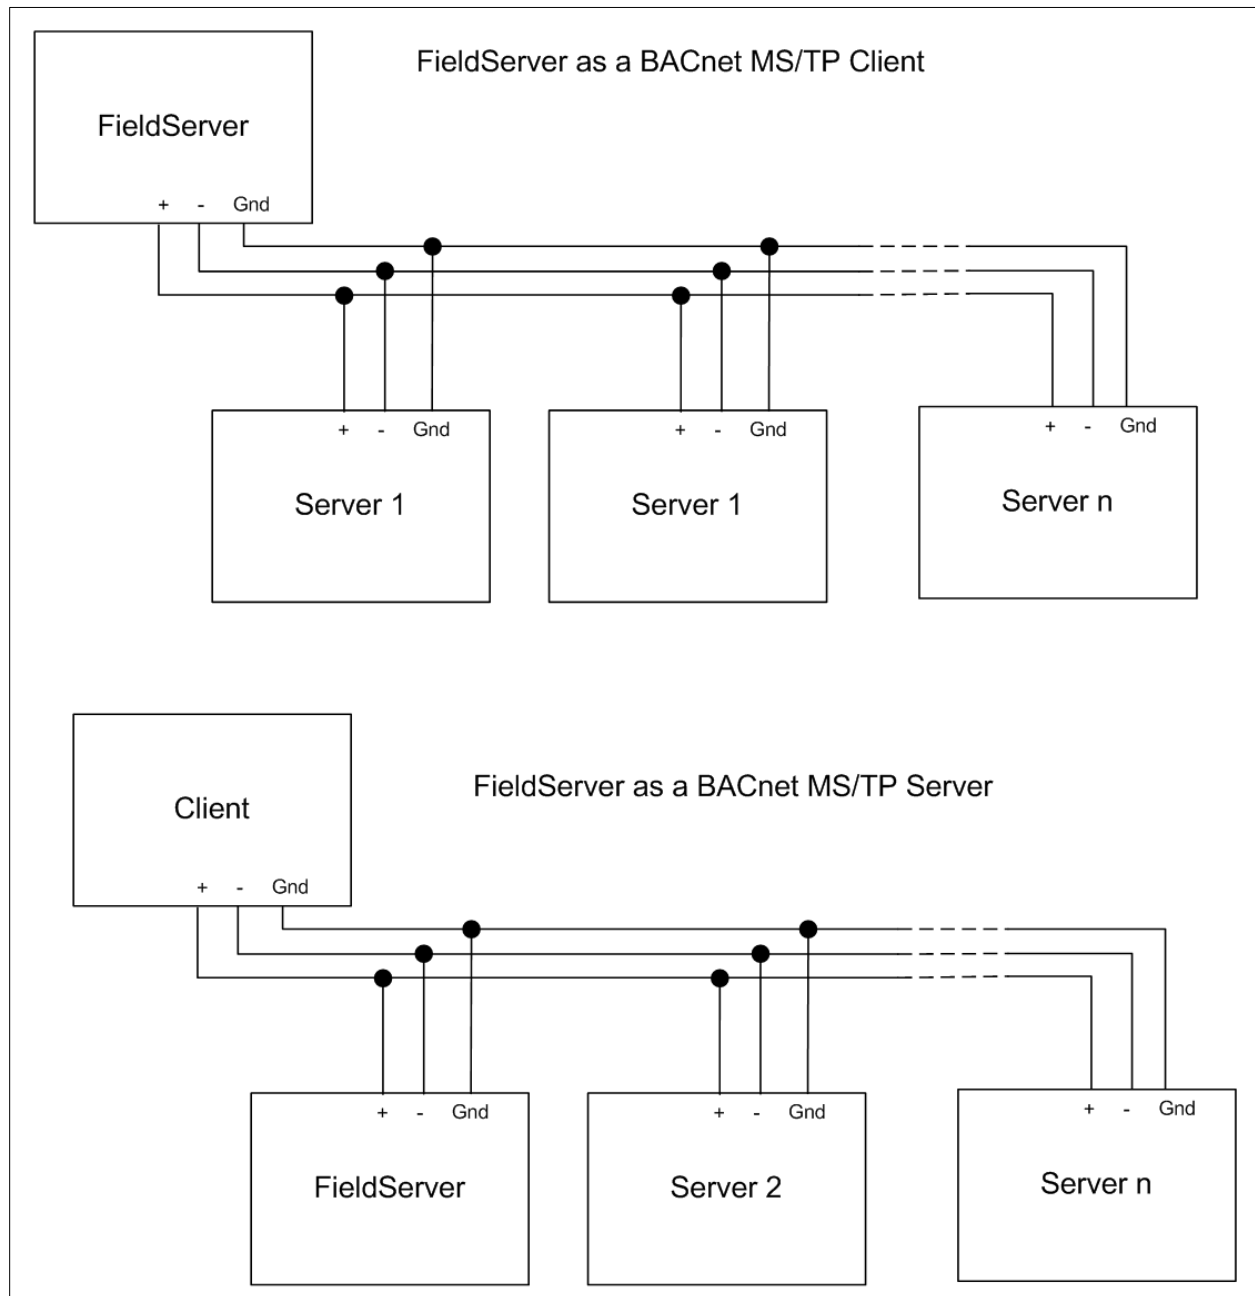 FieldServer as a BACnet MS/TP Client
FieldServer
+ - Gnd
+ - Gnd
+ - Gnd
+ - Gnd
Server 1
Server 1
Server n
FieldServer as a BACnet MS/TP Server
Client
+ - Gnd
+ - Gnd
+ - Gnd
+ - Gnd
FieldServer
Server 2
Server n